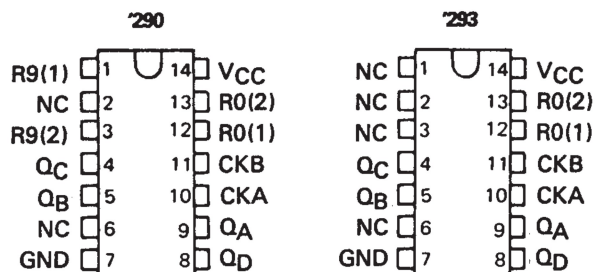 '290 '293
R9(1) 1 14 VCC NC 1 14 VCC
NC 2 13 R0(2) NC 2 13 R0(2)
R9(2) 3 12 R0(1) NC 3 12 R0(1)
QC 4 11 CKB QC 4 11 CKB
QB 5 10 CKA QB 5 10 CKA
NC 6 9 QA NC 6 9 QA
GND 7 8 QD GND 7 8 QD